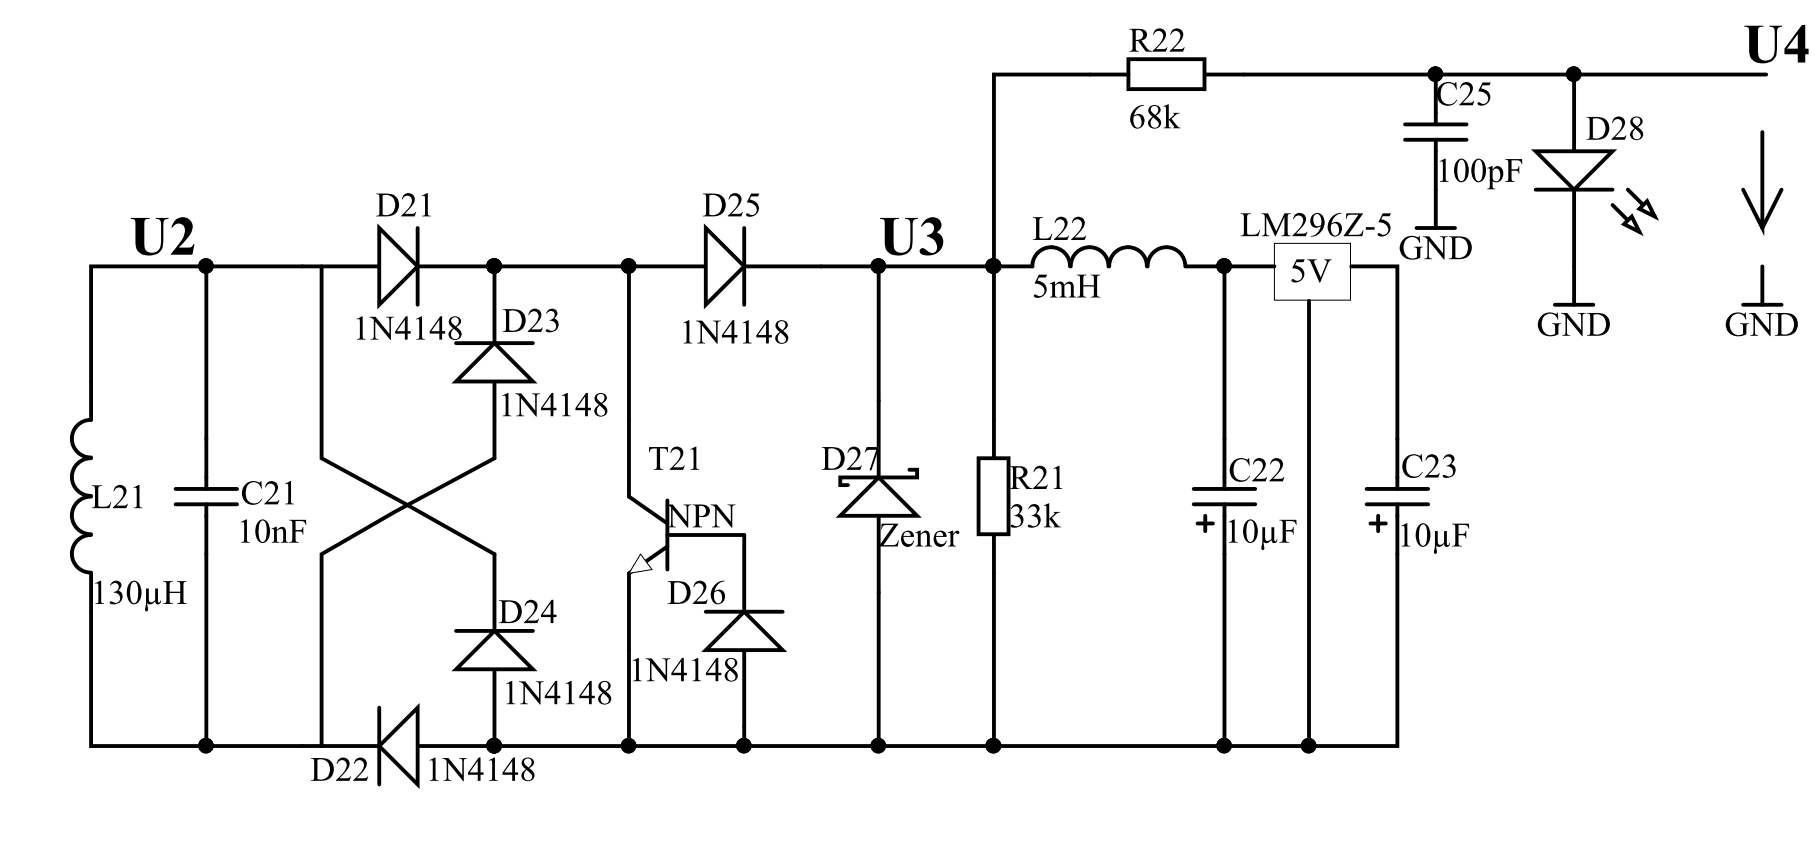 U4
R22
68k
C25
100pF
GND
D28
GND
GND
U2
D21
1N4148
D23
1N4148
D25
1N4148
U3
L22
5mH
LM296Z-5
5V
L21
130µH
C21
10nF
T21
NPN
D27
Zener
R21
33k
C22
10µF
C23
10µF
D24
1N4148
D26
1N4148
D22
1N4148